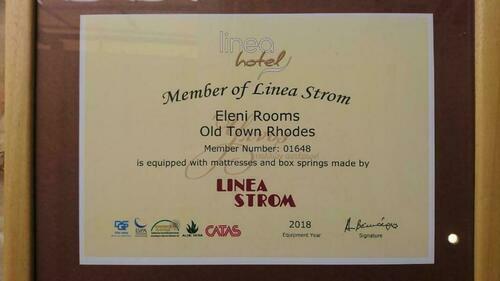 linea
hotel
Member of Linea Strom
Eleni Rooms
Old Town Rhodes
Member Number: 01648
is equipped with mattresses and box springs made by
LINEA
STROM
CATAS
2018
Equipment Year
Signature